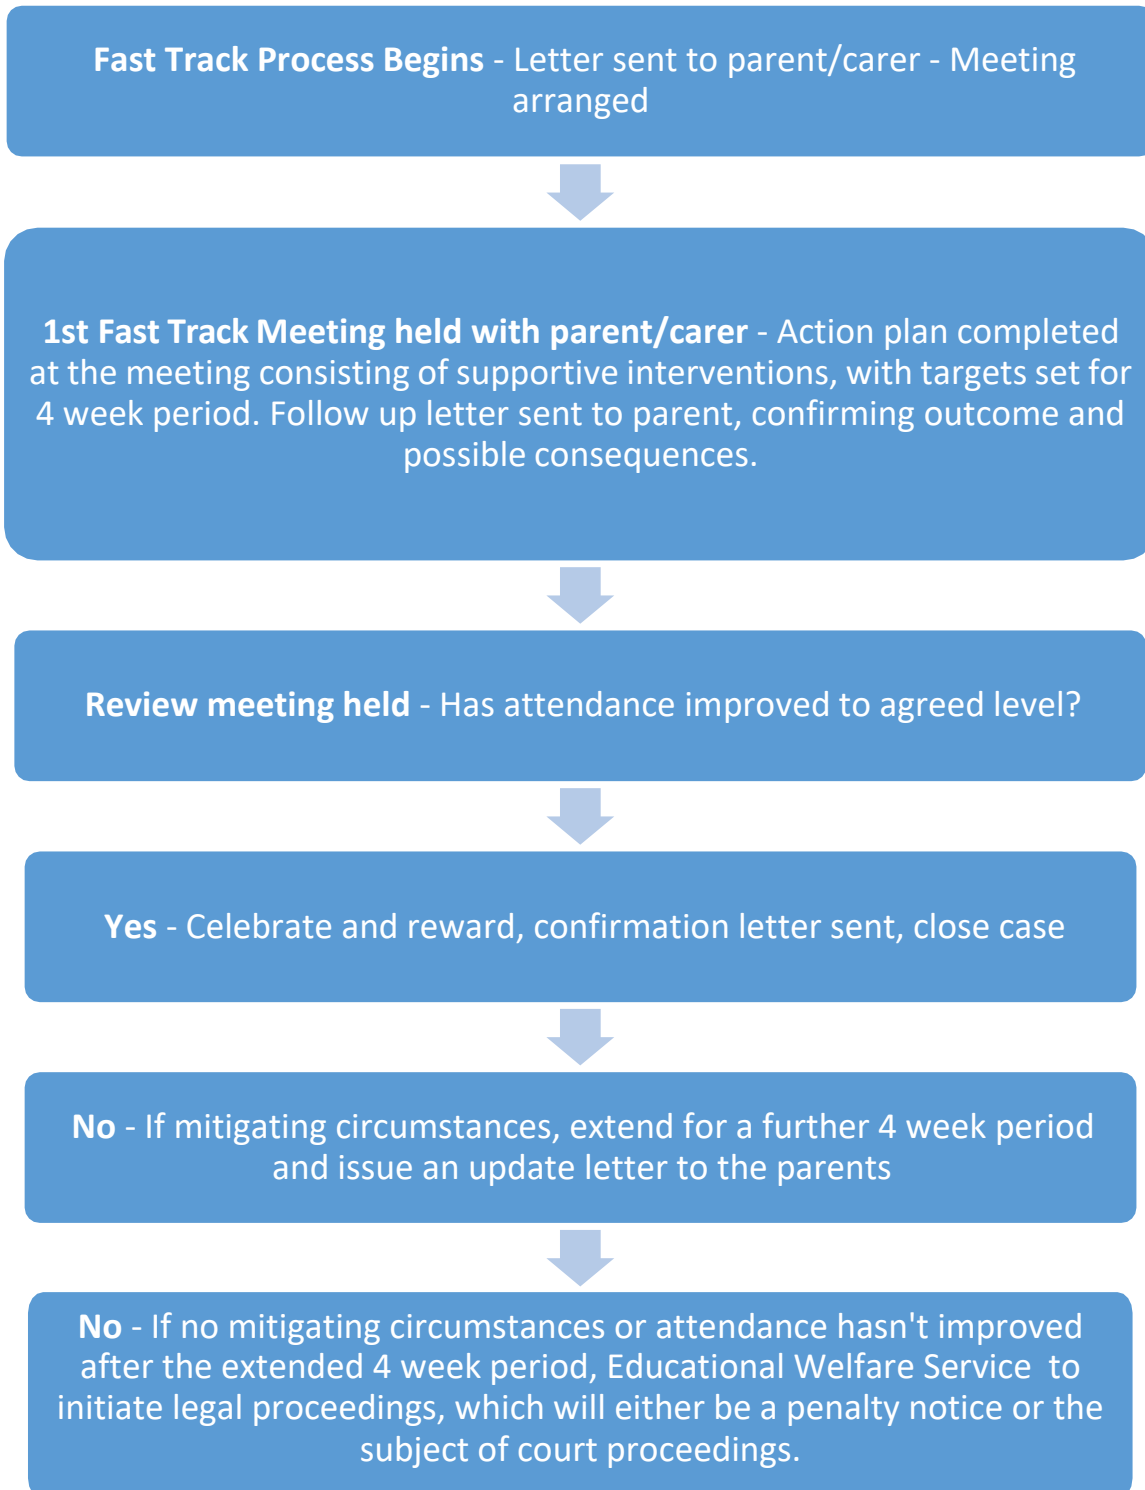 Fast Track Process Begins - Letter sent to parent/carer - Meeting
arranged
1st Fast Track Meeting held with parent/carer - Action plan completed
at the meeting consisting of supportive interventions, with targets set for
4 week period. Follow up letter sent to parent, confirming outcome and
possible consequences.
Review meeting held - Has attendance improved to agreed level?
Yes - Celebrate and reward, confirmation letter sent, close case
No - If mitigating circumstances, extend for a further 4 week period
and issue an update letter to the parents
No - If no mitigating circumstances or attendance hasn't improved
after the extended 4 week period, Educational Welfare Service to
initiate legal proceedings, which will either be a penalty notice or the
subject of court proceedings.